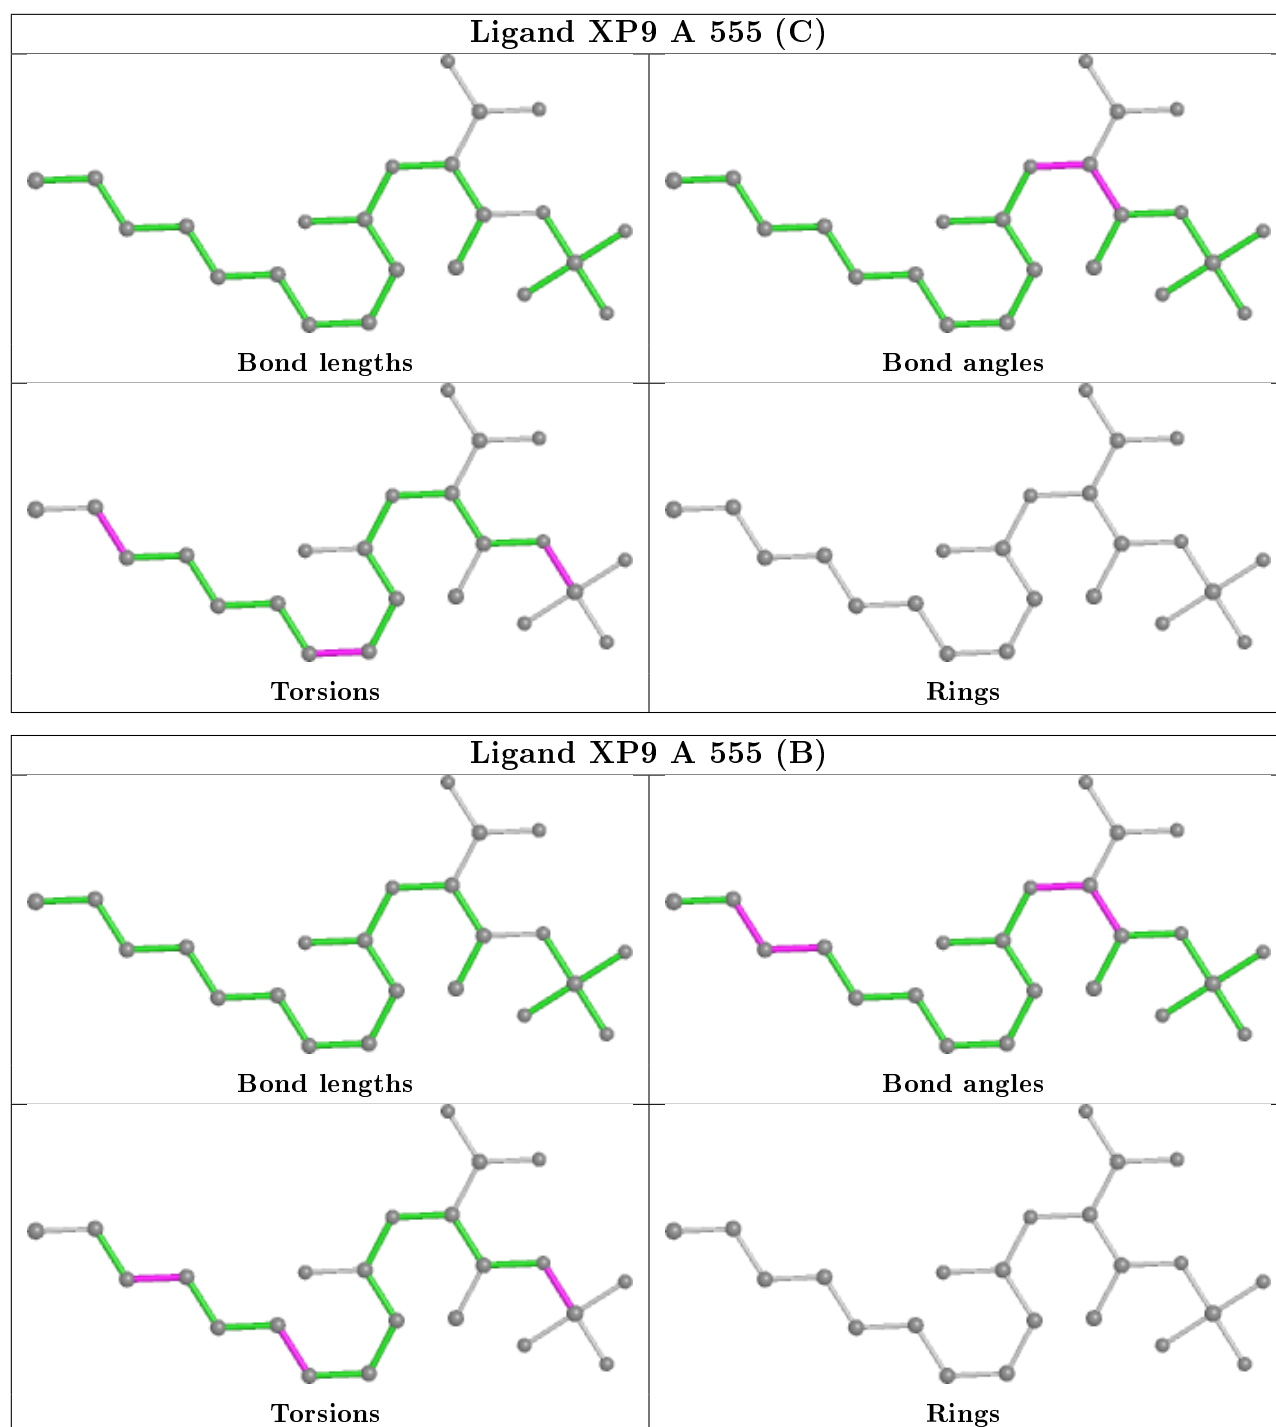 Ligand XP9 A 555 (C)
Bond lengths
Bond angles
Torsions
Rings
Ligand XP9 A 555 (B)
Bond lengths
Bond angles
Torsions
Rings